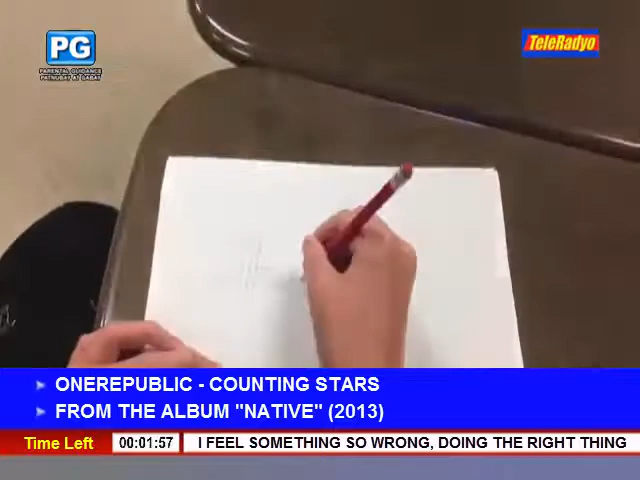 PG
PARENTAL GUIDANCE
PATNUBAY AT GABAY
TeleRadyo
ONEREPUBLIC - COUNTING STARS
FROM THE ALBUM "NATIVE" (2013)
Time Left 00:01:57 I FEEL SOMETHING SO WRONG, DOING THE RIGHT THING